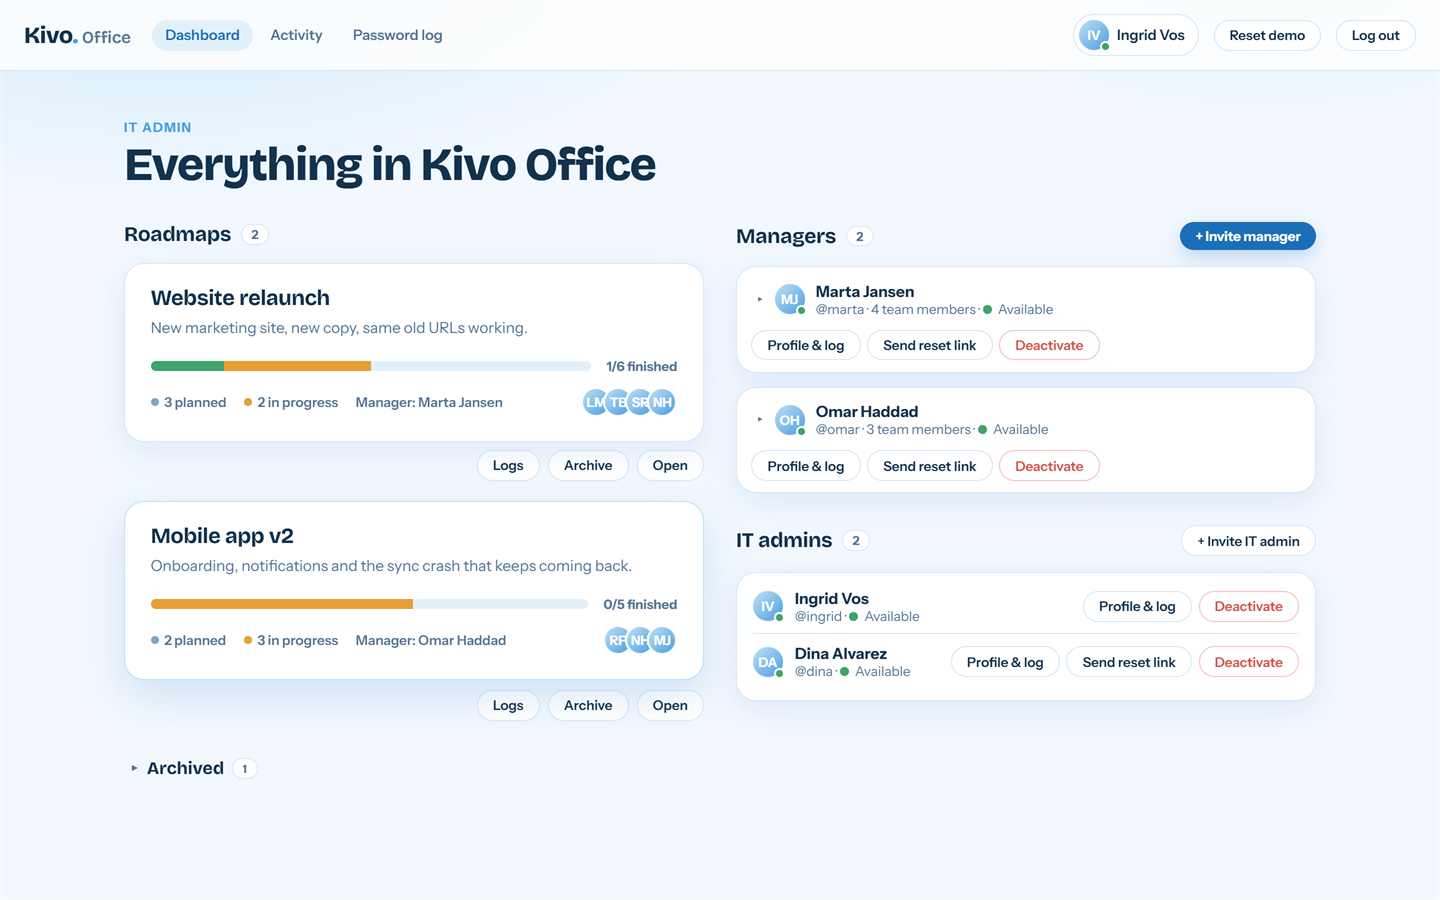 Kivo. Office
Dashboard
Activity
Password log
IV
Ingrid Vos
Reset demo
Log out
IT ADMIN
Everything in Kivo Office
Roadmaps 2
Website relaunch
New marketing site, new copy, same old URLs working.
1/6 finished
3 planned
2 in progress
Manager: Marta Jansen
LM TB SR NH
Logs
Archive
Open
Mobile app v2
Onboarding, notifications and the sync crash that keeps coming back.
0/5 finished
2 planned
3 in progress
Manager: Omar Haddad
NH MJ
Logs
Archive
Open
Archived 1
Managers 2
+ Invite manager
MJ
Marta Jansen
@marta · 4 team members · Available
Profile & log
Send reset link
Deactivate
OH
Omar Haddad
@omar · 3 team members · Available
Profile & log
Send reset link
Deactivate
IT admins 2
+ Invite IT admin
IV
Ingrid Vos
@ingrid · Available
Profile & log
Deactivate
DA
Dina Alvarez
@dina · Available
Profile & log
Send reset link
Deactivate